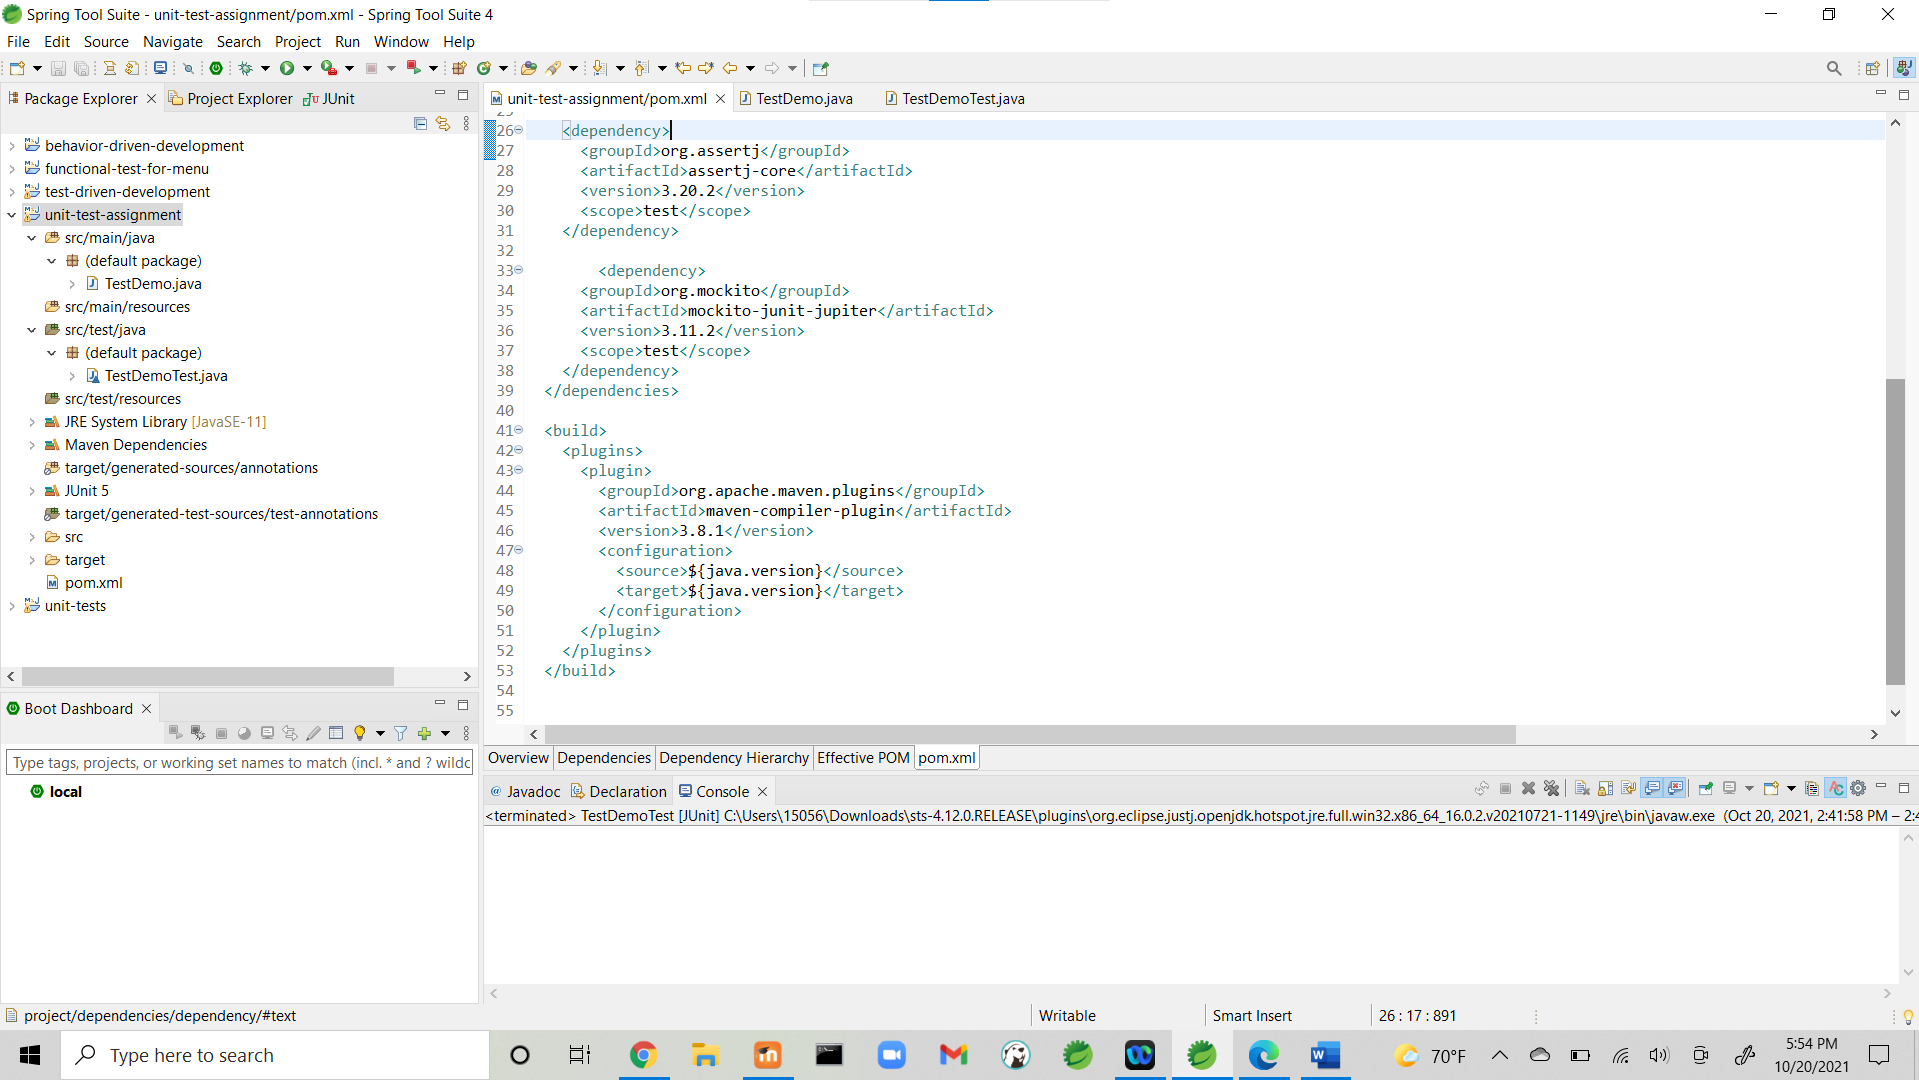 Spring Tool Suite - unit-test-assignment/pom.xml - Spring Tool Suite 4
File Edit Source Navigate Search Project Run Window Help
Package Explorer Project Explorer JUnit
behavior-driven-development
functional-test-for-menu
test-driven-development
unit-test-assignment
src/main/java
(default package)
TestDemo.java
src/main/resources
src/test/java
(default package)
TestDemoTest.java
src/test/resources
JRE System Library [JavaSE-11]
Maven Dependencies
target/generated-sources/annotations
JUnit 5
target/generated-test-sources/test-annotations
src
target
pom.xml
unit-tests
Boot Dashboard
Type tags, projects, or working set names to match (incl. * and ? wildc
local
unit-test-assignment/pom.xml TestDemo.java TestDemoTest.java
26 <dependency>
27 <groupId>org.assertj</groupId>
28 <artifactId>assertj-core</artifactId>
29 <version>3.20.2</version>
30 <scope>test</scope>
31 </dependency>
32
33 <dependency>
34 <groupId>org.mockito</groupId>
35 <artifactId>mockito-junit-jupiter</artifactId>
36 <version>3.11.2</version>
37 <scope>test</scope>
38 </dependency>
39 </dependencies>
40
41 <build>
42 <plugins>
43 <plugin>
44 <groupId>org.apache.maven.plugins</groupId>
45 <artifactId>maven-compiler-plugin</artifactId>
46 <version>3.8.1</version>
47 <configuration>
48 <source>${java.version}</source>
49 <target>${java.version}</target>
50 </configuration>
51 </plugin>
52 </plugins>
53 </build>
54
55
Overview Dependencies Dependency Hierarchy Effective POM pom.xml
@ Javadoc Declaration Console
<terminated> TestDemoTest [JUnit] C:\Users\15056\Downloads\sts-4.12.0.RELEASE\plugins\org.eclipse.justj.openjdk.hotspot.jre.full.win32.x86_64_16.0.2.v20210721-1149\jre\bin\javaw.exe (Oct 20, 2021, 2:41:58 PM – 2:4
project/dependencies/dependency/#text Writable Smart Insert 26 : 17 : 891
Type here to search 70°F 5:54 PM
10/20/2021